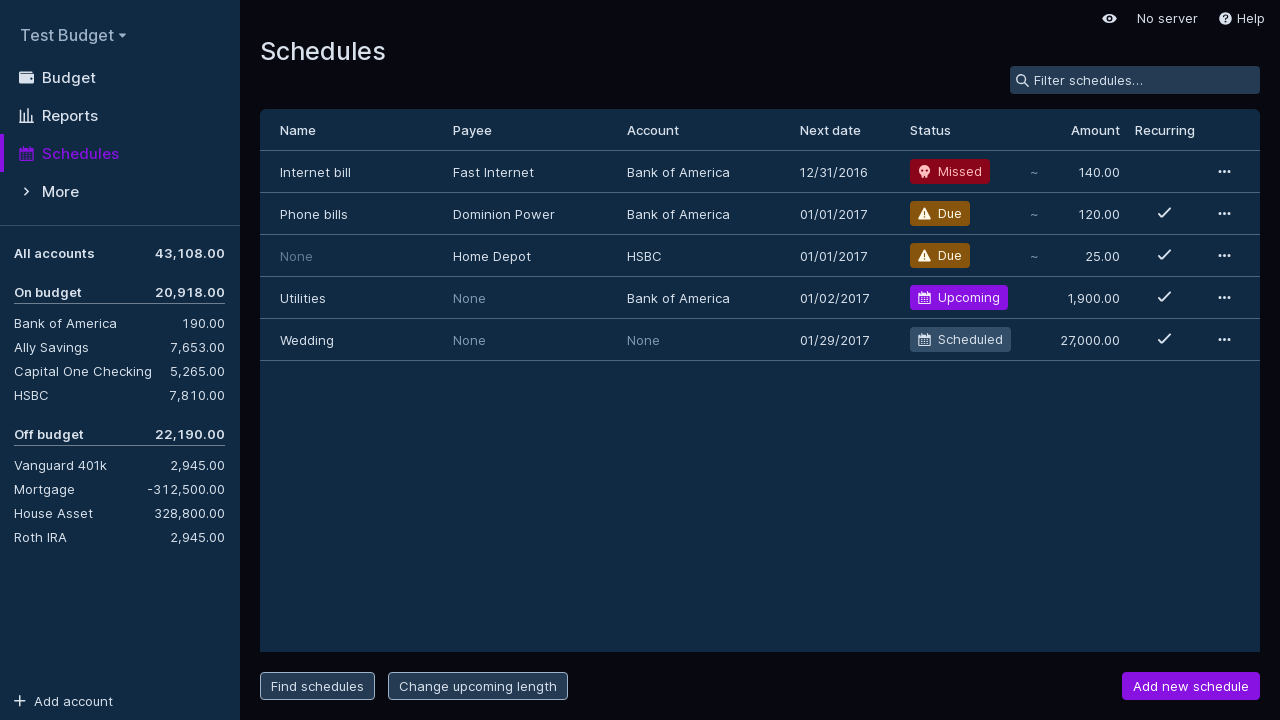 Test Budget
Budget
Reports
Schedules
More
All accounts 43,108.00
On budget 20,918.00
Bank of America 190.00
Ally Savings 7,653.00
Capital One Checking 5,265.00
HSBC 7,810.00
Off budget 22,190.00
Vanguard 401k 2,945.00
Mortgage -312,500.00
House Asset 328,800.00
Roth IRA 2,945.00
Add account
No server Help
Schedules
Filter schedules…
Name Payee Account Next date Status Amount Recurring
Internet bill Fast Internet Bank of America 12/31/2016 Missed ~ 140.00
Phone bills Dominion Power Bank of America 01/01/2017 Due ~ 120.00
None Home Depot HSBC 01/01/2017 Due ~ 25.00
Utilities None Bank of America 01/02/2017 Upcoming 1,900.00
Wedding None None 01/29/2017 Scheduled 27,000.00
Find schedules Change upcoming length Add new schedule